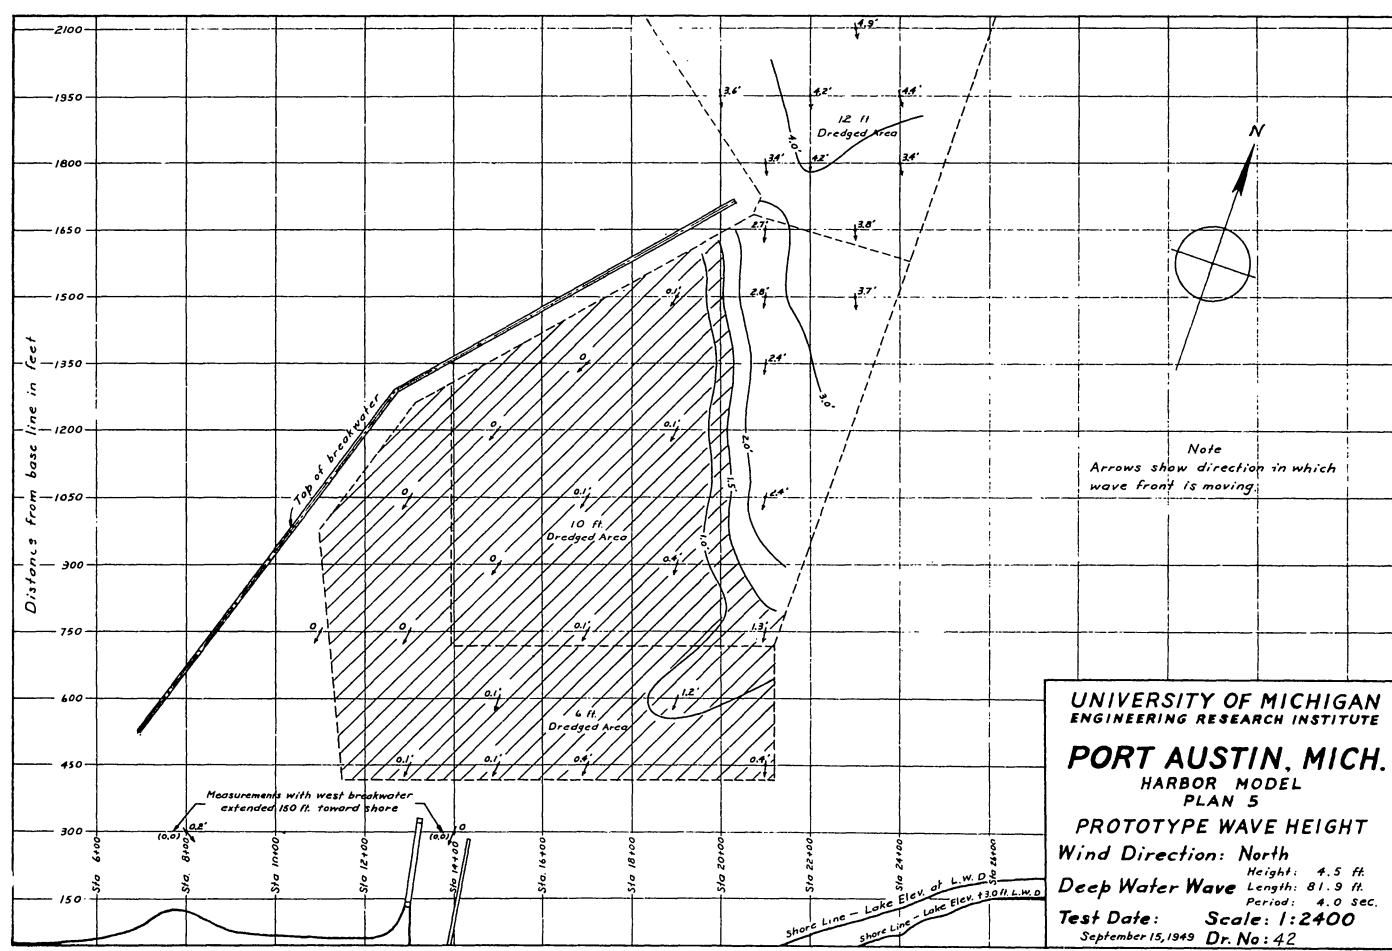 2100
4.9'
1950
3.6'
4.2'
4.4'
12 ft
Dredged Area
4.0'
N
1800
3.4'
4.2'
3.4'
1650
2.7'
3.8'
1500
0.1'
2.8'
3.7'
1350
0
2.4'
3.0'
Distance from base line in feet
Top of breakwater
1200
0
0.1'
2.0'
Note
Arrows show direction in which
wave front is moving.
1.5'
1050
0
0.1'
2.4'
10 ft.
Dredged Area
1.0'
900
0
0.4'
750
0
0
0.1'
1.3'
600
0.1'
1.2'
6 ft.
Dredged Area
450
0.1'
0.1'
0.4'
0.4'
Measurements with west breakwater
extended 150 ft. toward shore
300
(0,0)
0.2'
(0,0)
0
Sta 6+00
Sta. 8+00
Sta 10+00
Sta 12+00
Sta 14+00
Sta 16+00
Sta 18+00
Sta 20+00
Sta 22+00
Sta 24+00
Sta 26+00
150
Shore Line - Lake Elev. at L.W.D.
Shore Line - Lake Elev. +3.0 ft. L.W.D
UNIVERSITY OF MICHIGAN
ENGINEERING RESEARCH INSTITUTE
PORT AUSTIN, MICH.
HARBOR MODEL
PLAN 5
PROTOTYPE WAVE HEIGHT
Wind Direction: North
Deep Water Wave
Height: 4.5 ft.
Length: 81.9 ft.
Period: 4.0 Sec.
Test Date:
September 15, 1949
Scale: 1:2400
Dr. No: 42